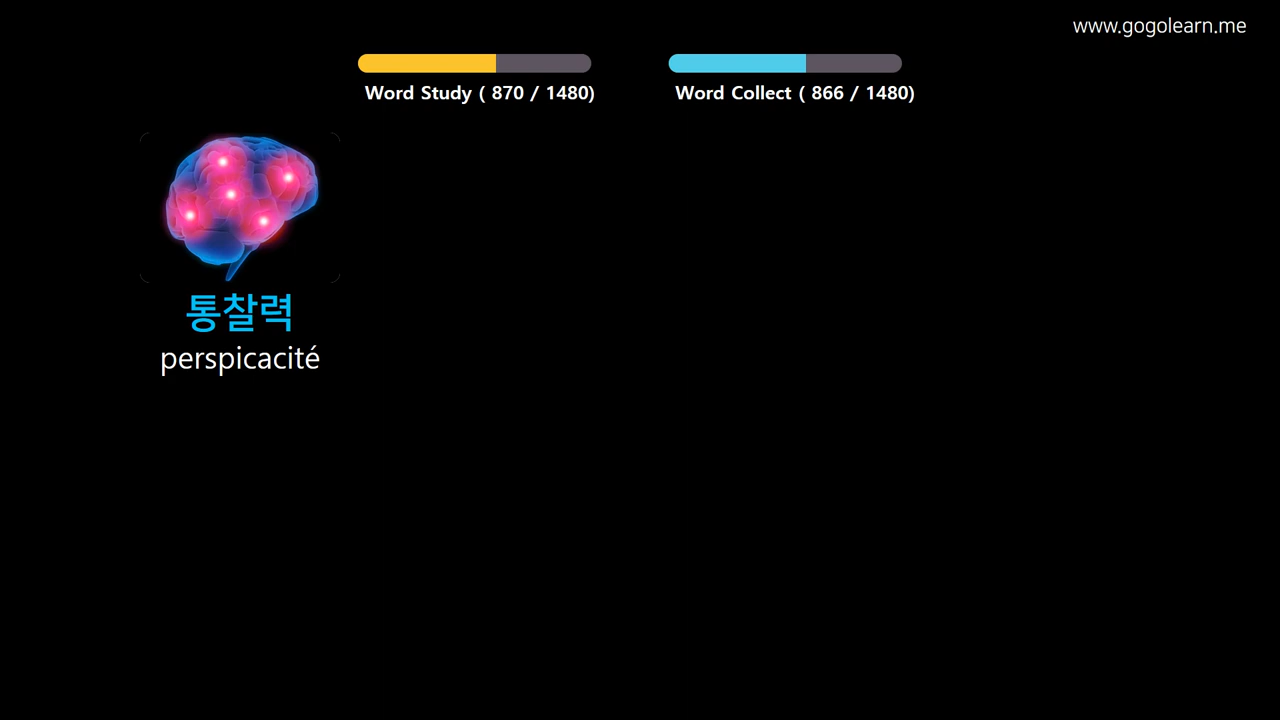 www.gogolearn.me
Word Study ( 870 / 1480)
Word Collect ( 866 / 1480)
통찰력
perspicacité